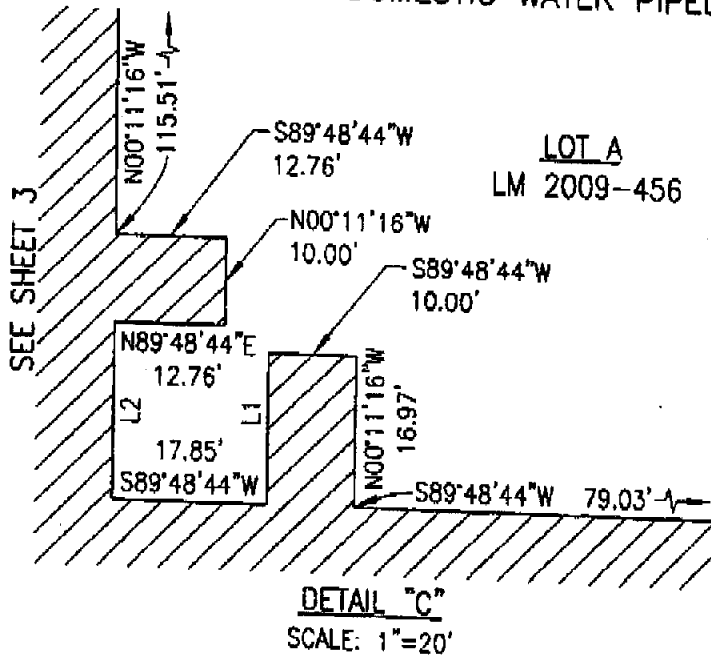 WATER
N00°11'16"W
115.51'
S89°48'44"W
12.76'
LOT A
LM 2009-456
SEE SHEET 3
N00°11'16"W
10.00'
S89°48'44"W
10.00'
N89°48'44"E
12.76'
L2
L1
N00°11'16"W
16.97'
17.85'
S89°48'44"W
S89°48'44"W 79.03'
DETAIL "C"
SCALE: 1"=20'